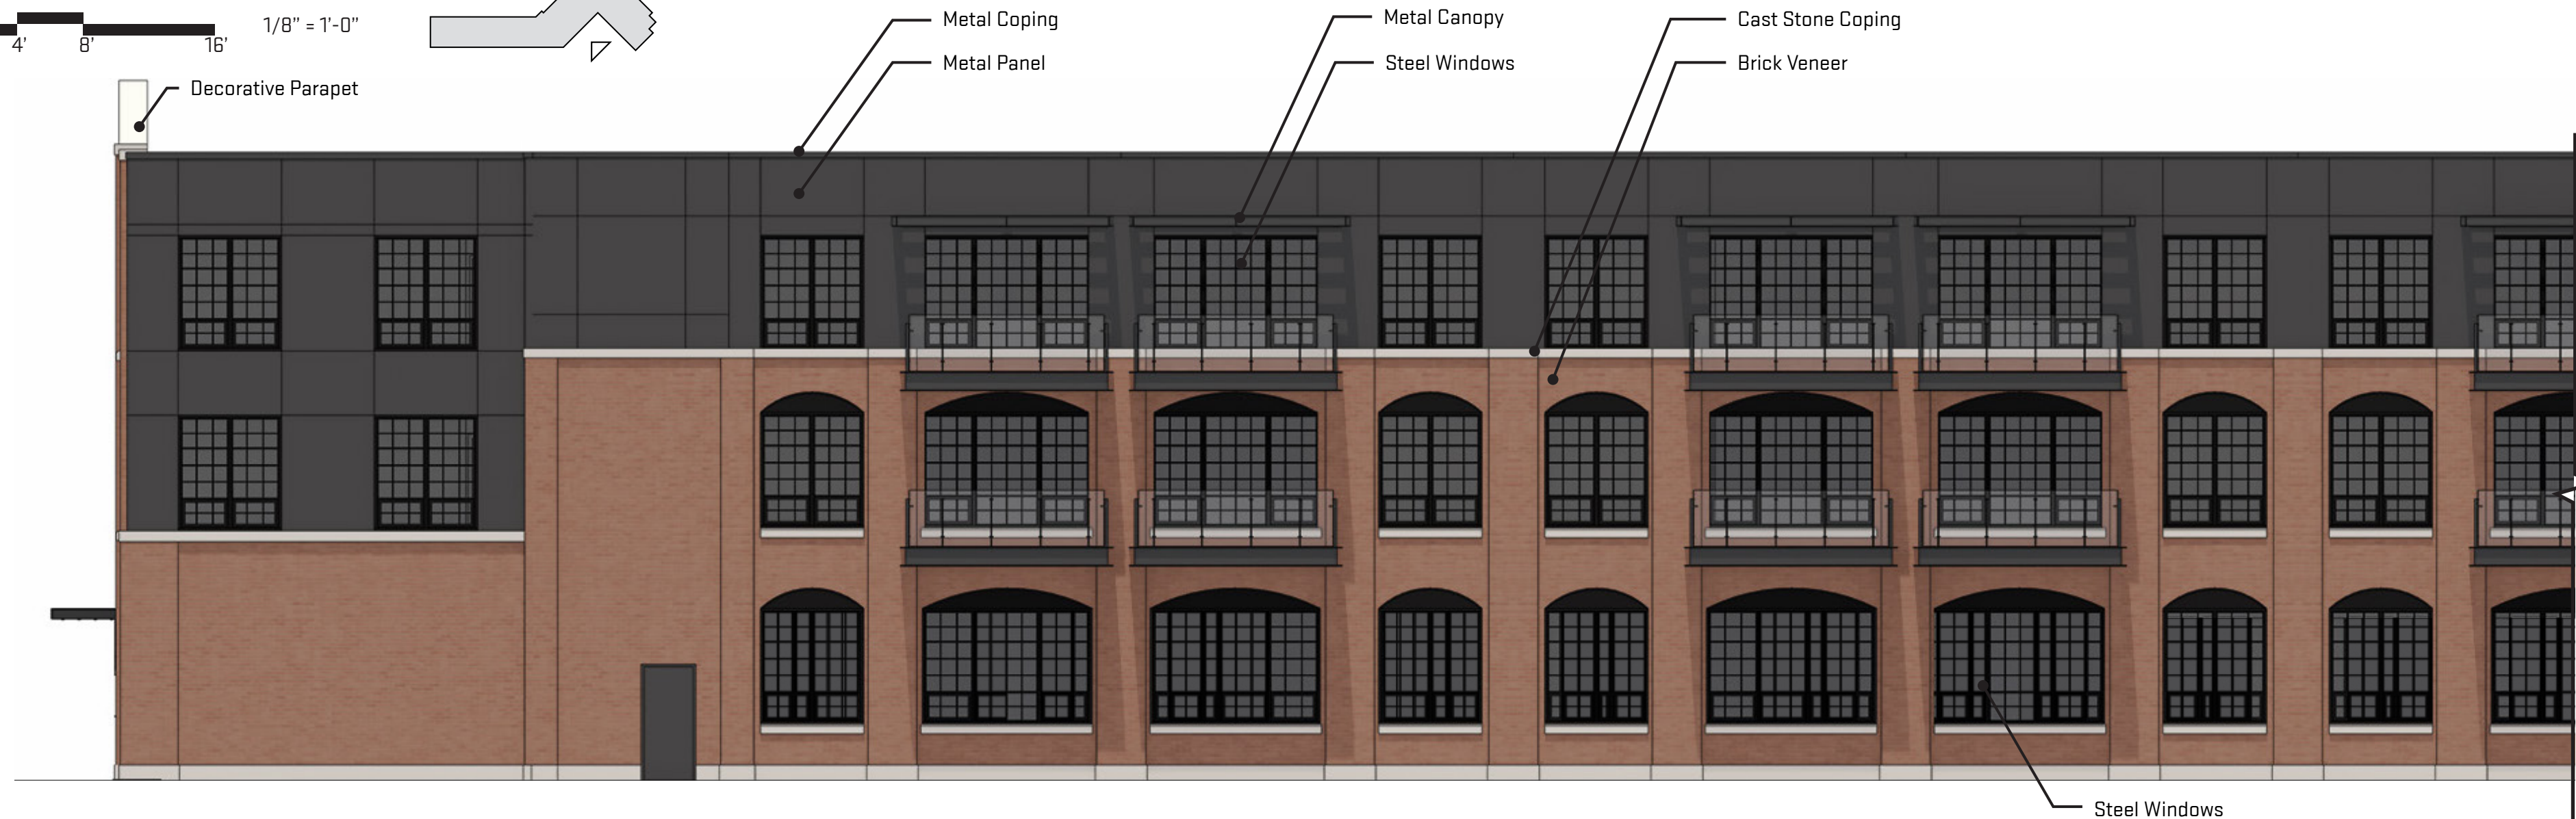 4' 8' 16'
1/8" = 1'-0"
Metal Coping
Metal Canopy
Cast Stone Coping
Metal Panel
Steel Windows
Brick Veneer
Decorative Parapet
Steel Windows